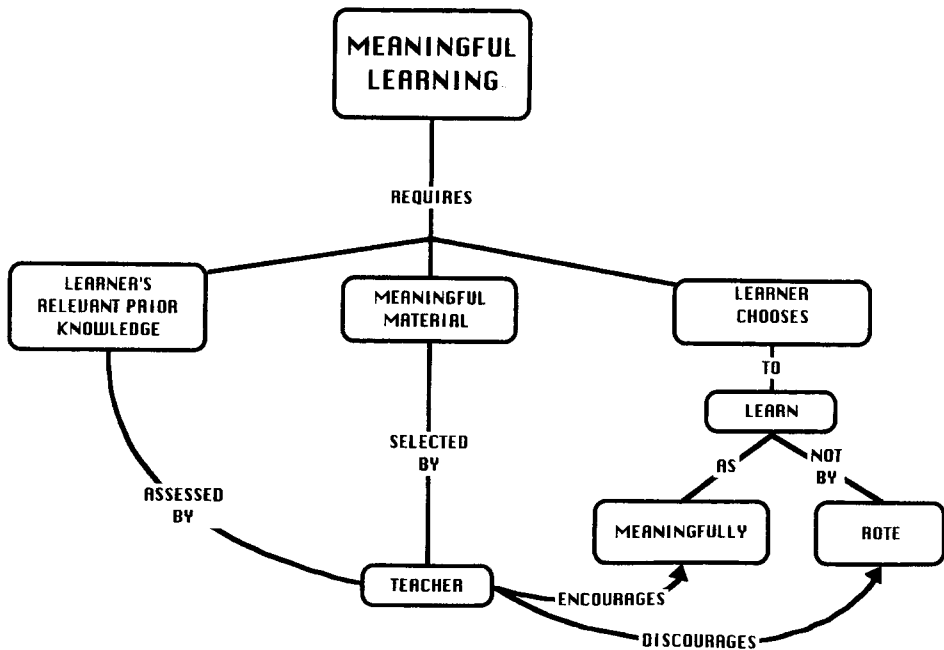 MEANINGFUL
LEARNING
REQUIRES
LEARNER'S
RELEVANT PRIOR
KNOWLEDGE
MEANINGFUL
MATERIAL
LEARNER
CHOOSES
TO
LEARN
AS
NOT
BY
SELECTED
BY
ASSESSED
BY
MEANINGFULLY
ROTE
TEACHER
ENCOURAGES
DISCOURAGES